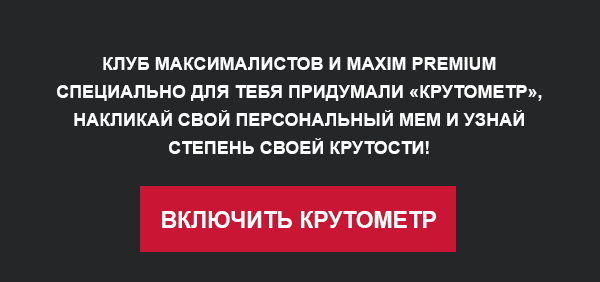 КЛУБ МАКСИМАЛИСТОВ И MAXIM PREMIUM
СПЕЦИАЛЬНО ДЛЯ ТЕБЯ ПРИДУМАЛИ «КРУТОМЕТР»,
НАКЛИКАЙ СВОЙ ПЕРСОНАЛЬНЫЙ МЕМ И УЗНАЙ
СТЕПЕНЬ СВОЕЙ КРУТОСТИ!
ВКЛЮЧИТЬ КРУТОМЕТР